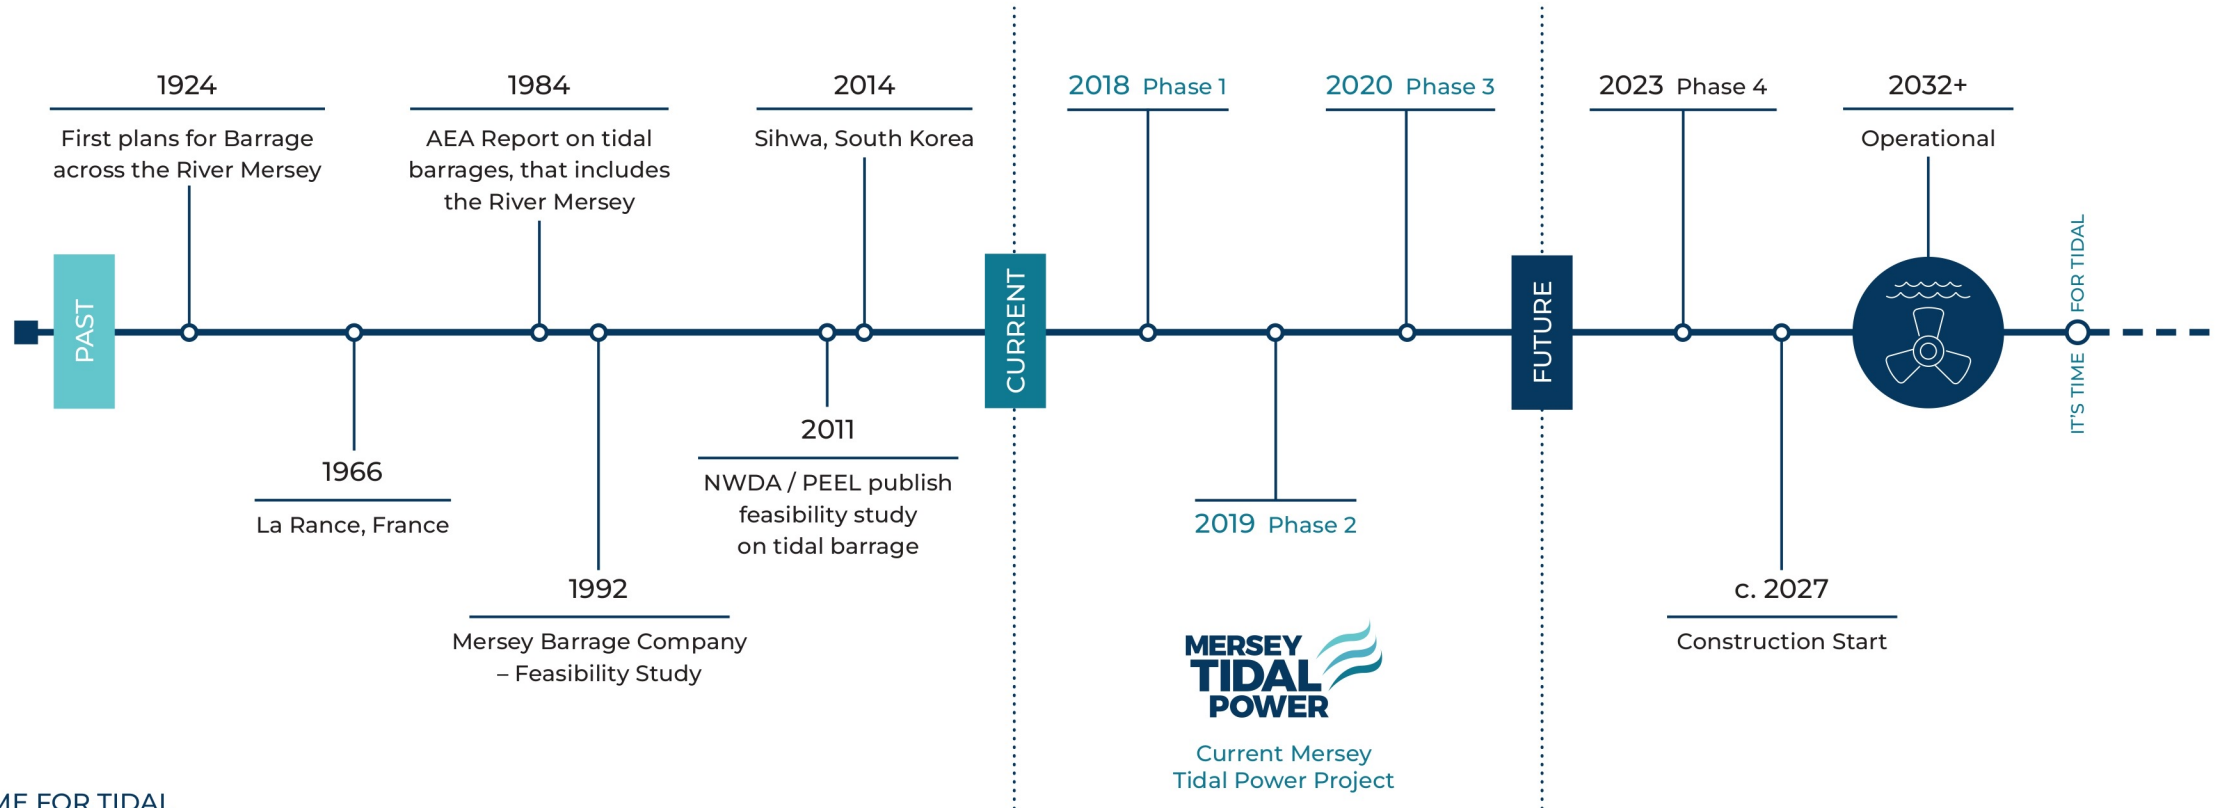 1924
First plans for Barrage
across the River Mersey
1984
AEA Report on tidal
barrages, that includes
the River Mersey
2014
Sihwa, South Korea
2018 Phase 1
2020 Phase 3
2023 Phase 4
2032+
Operational
PAST
CURRENT
FUTURE
IT'S TIME FOR TIDAL
1966
La Rance, France
1992
Mersey Barrage Company
– Feasibility Study
2011
NWDA / PEEL publish
feasibility study
on tidal barrage
2019 Phase 2
c. 2027
Construction Start
MERSEY
TIDAL
POWER
Current Mersey
Tidal Power Project
FOR TIDAL